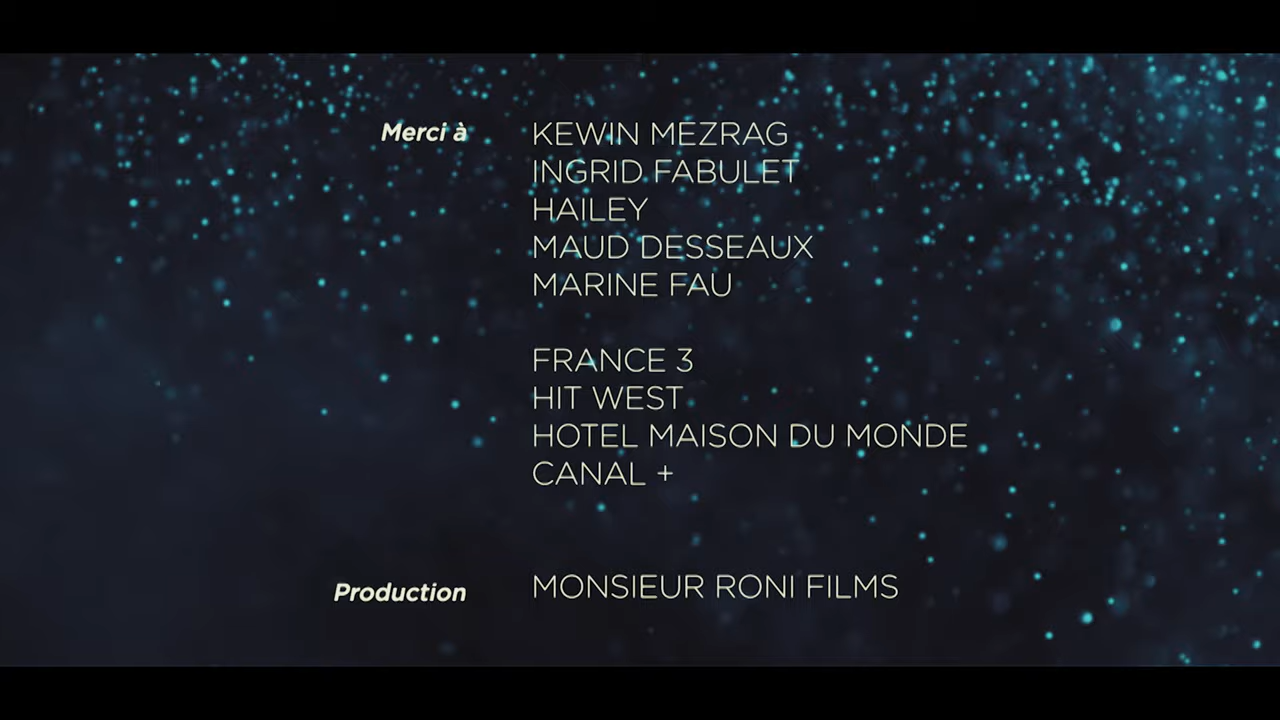 Merci à KEWIN MEZRAG
INGRID FABULET
HAILEY
MAUD DESSEAUX
MARINE FAU
FRANCE 3
HIT WEST
HOTEL MAISON DU MONDE
CANAL +
Production MONSIEUR RONI FILMS